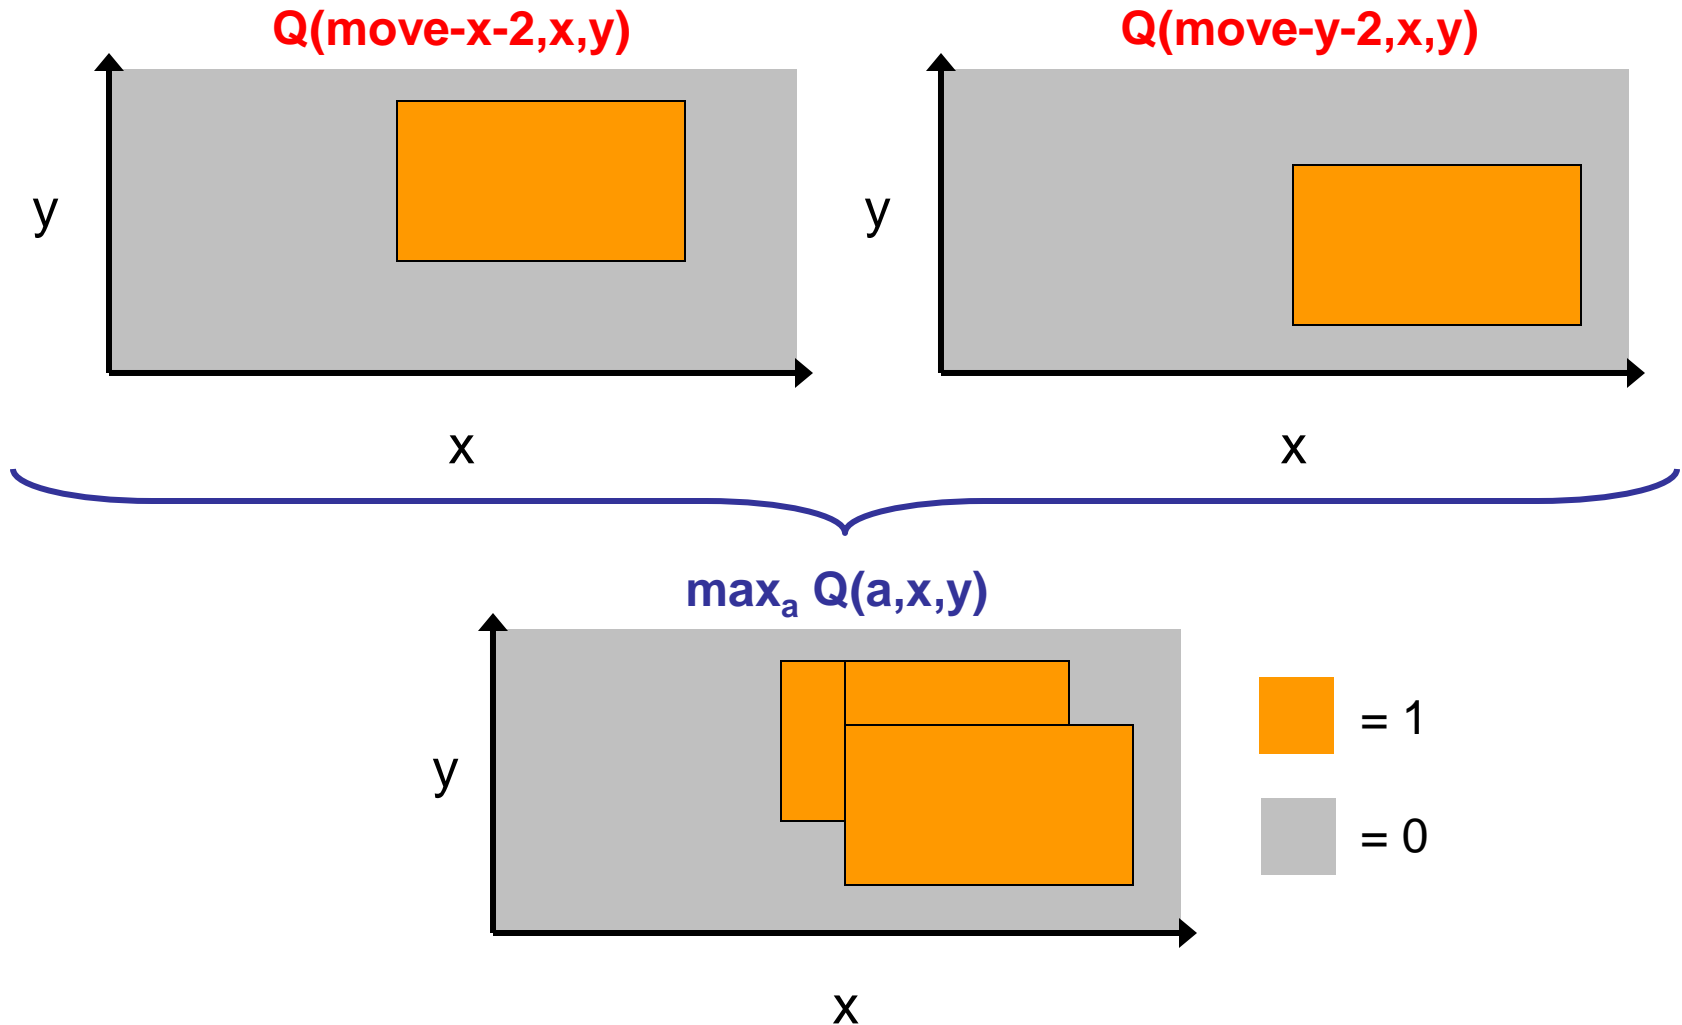 Q(move-x-2,x,y)
Q(move-y-2,x,y)
y
y
x
x
maxa Q(a,x,y)
y
= 1
= 0
x